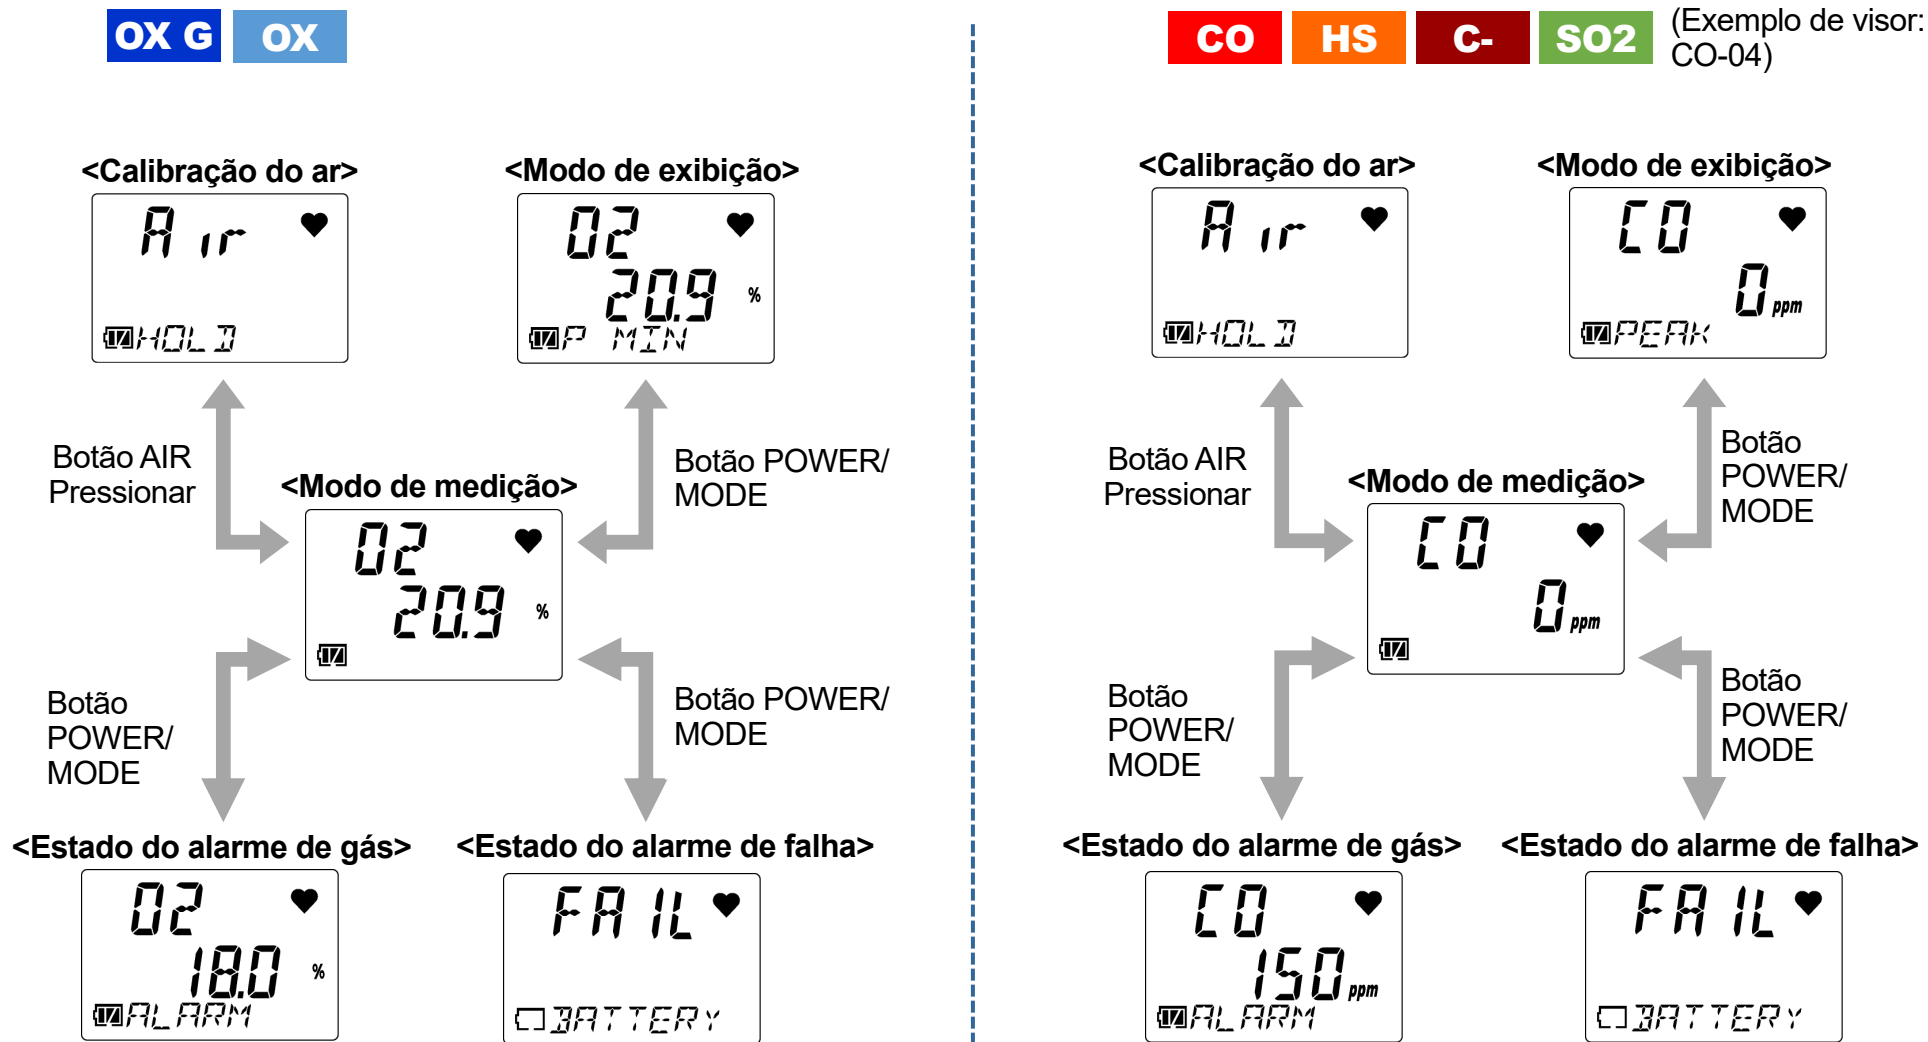 OX G OX
<Calibração do ar>
Air
HOLD
<Modo de exibição>
O2
20.9 %
P MIN
Botão AIR
Pressionar
Botão POWER/
MODE
<Modo de medição>
O2
20.9 %
Botão
POWER/
MODE
Botão POWER/
MODE
<Estado do alarme de gás>
O2
18.0 %
ALARM
<Estado do alarme de falha>
FAIL
BATTERY
CO HS C- SO2
(Exemplo de visor:
CO-04)
<Calibração do ar>
Air
HOLD
<Modo de exibição>
CO
0 ppm
PEAK
Botão AIR
Pressionar
Botão
POWER/
MODE
<Modo de medição>
CO
0 ppm
Botão
POWER/
MODE
Botão
POWER/
MODE
<Estado do alarme de gás>
CO
150 ppm
ALARM
<Estado do alarme de falha>
FAIL
BATTERY